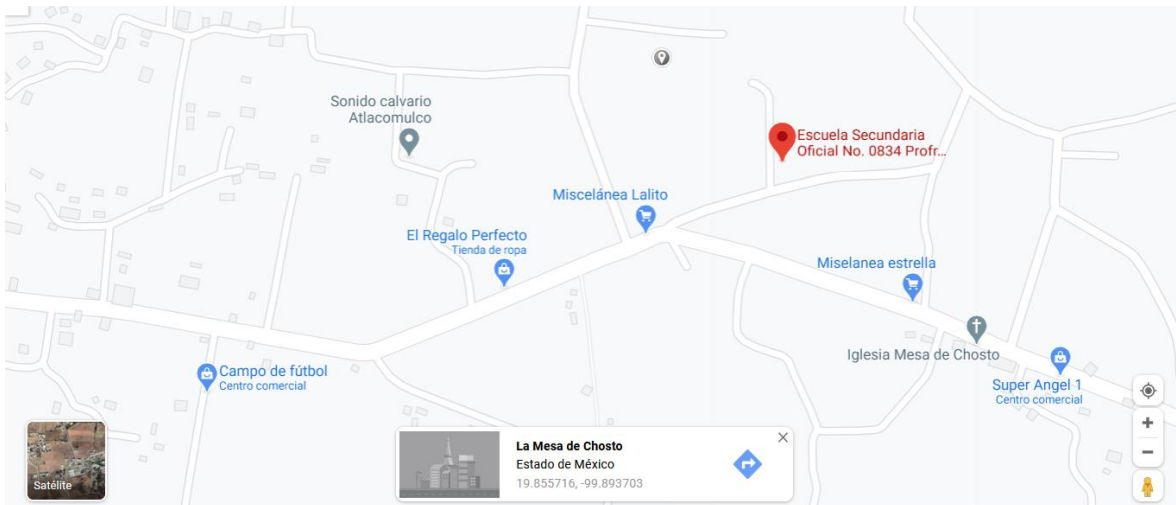 Sonido calvario
Atlacomulco
Escuela Secundaria
Oficial No. 0834 Profr...
Miscelánea Lalito
El Regalo Perfecto
Tienda de ropa
Miselanea estrella
Iglesia Mesa de Chosto
Campo de fútbol
Centro comercial
Super Angel 1
Centro comercial
Satélite
La Mesa de Chosto
Estado de México
19.855716, -99.893703